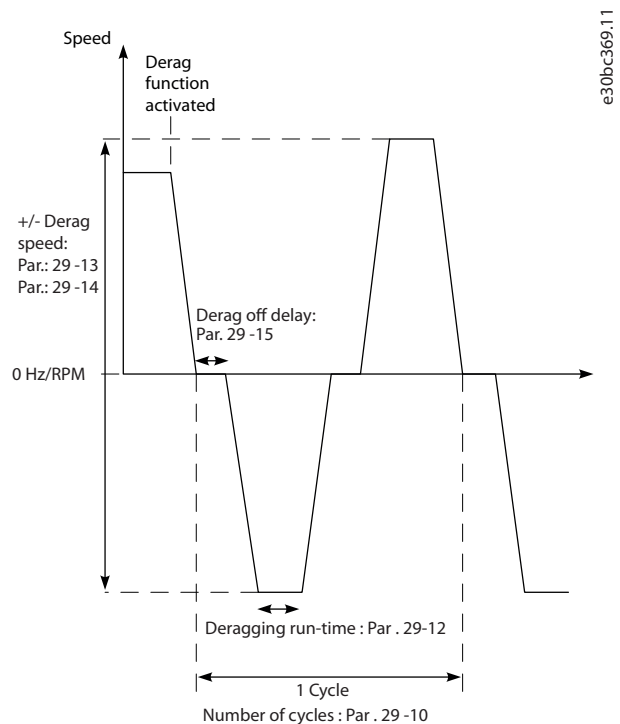 Speed
Derag
function
activated
e30bc369.11
+/- Derag
speed:
Par.: 29 -13
Par.: 29 -14
Derag off delay:
Par. 29 -15
0 Hz/RPM
Deragging run-time : Par . 29-12
1 Cycle
Number of cycles : Par . 29 -10